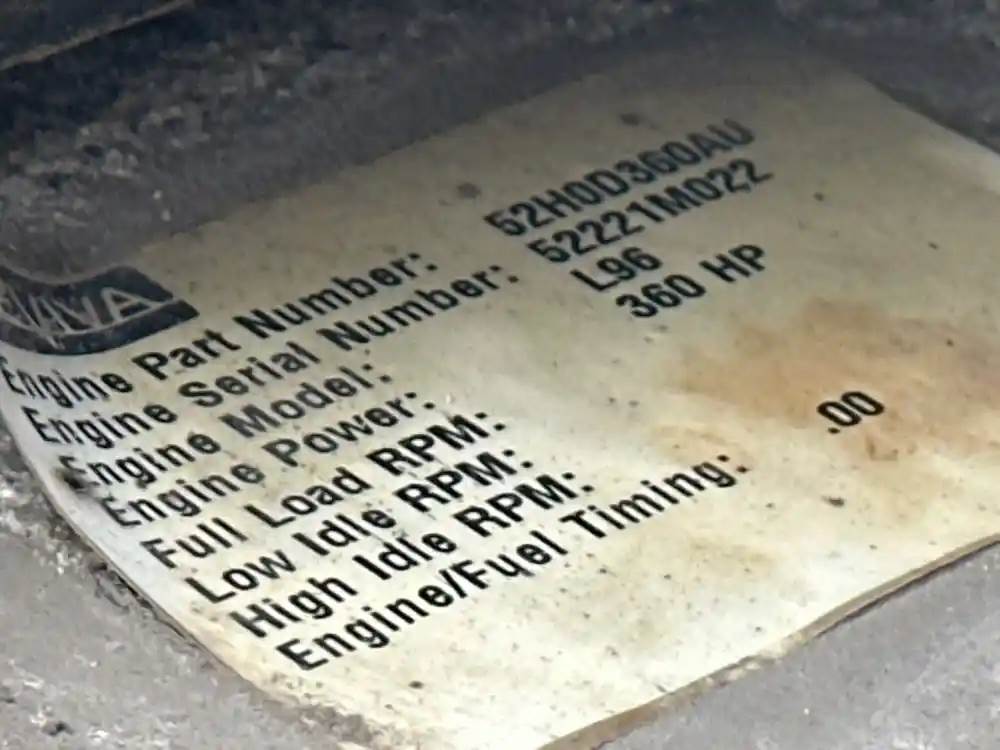 Engine Part Number: 52H0D360AU
Engine Serial Number: 52221M022
Engine Model: L96
Engine Power: 360 HP
Full Load RPM:
Low Idle RPM:
High Idle RPM:
Engine/Fuel Timing: .00